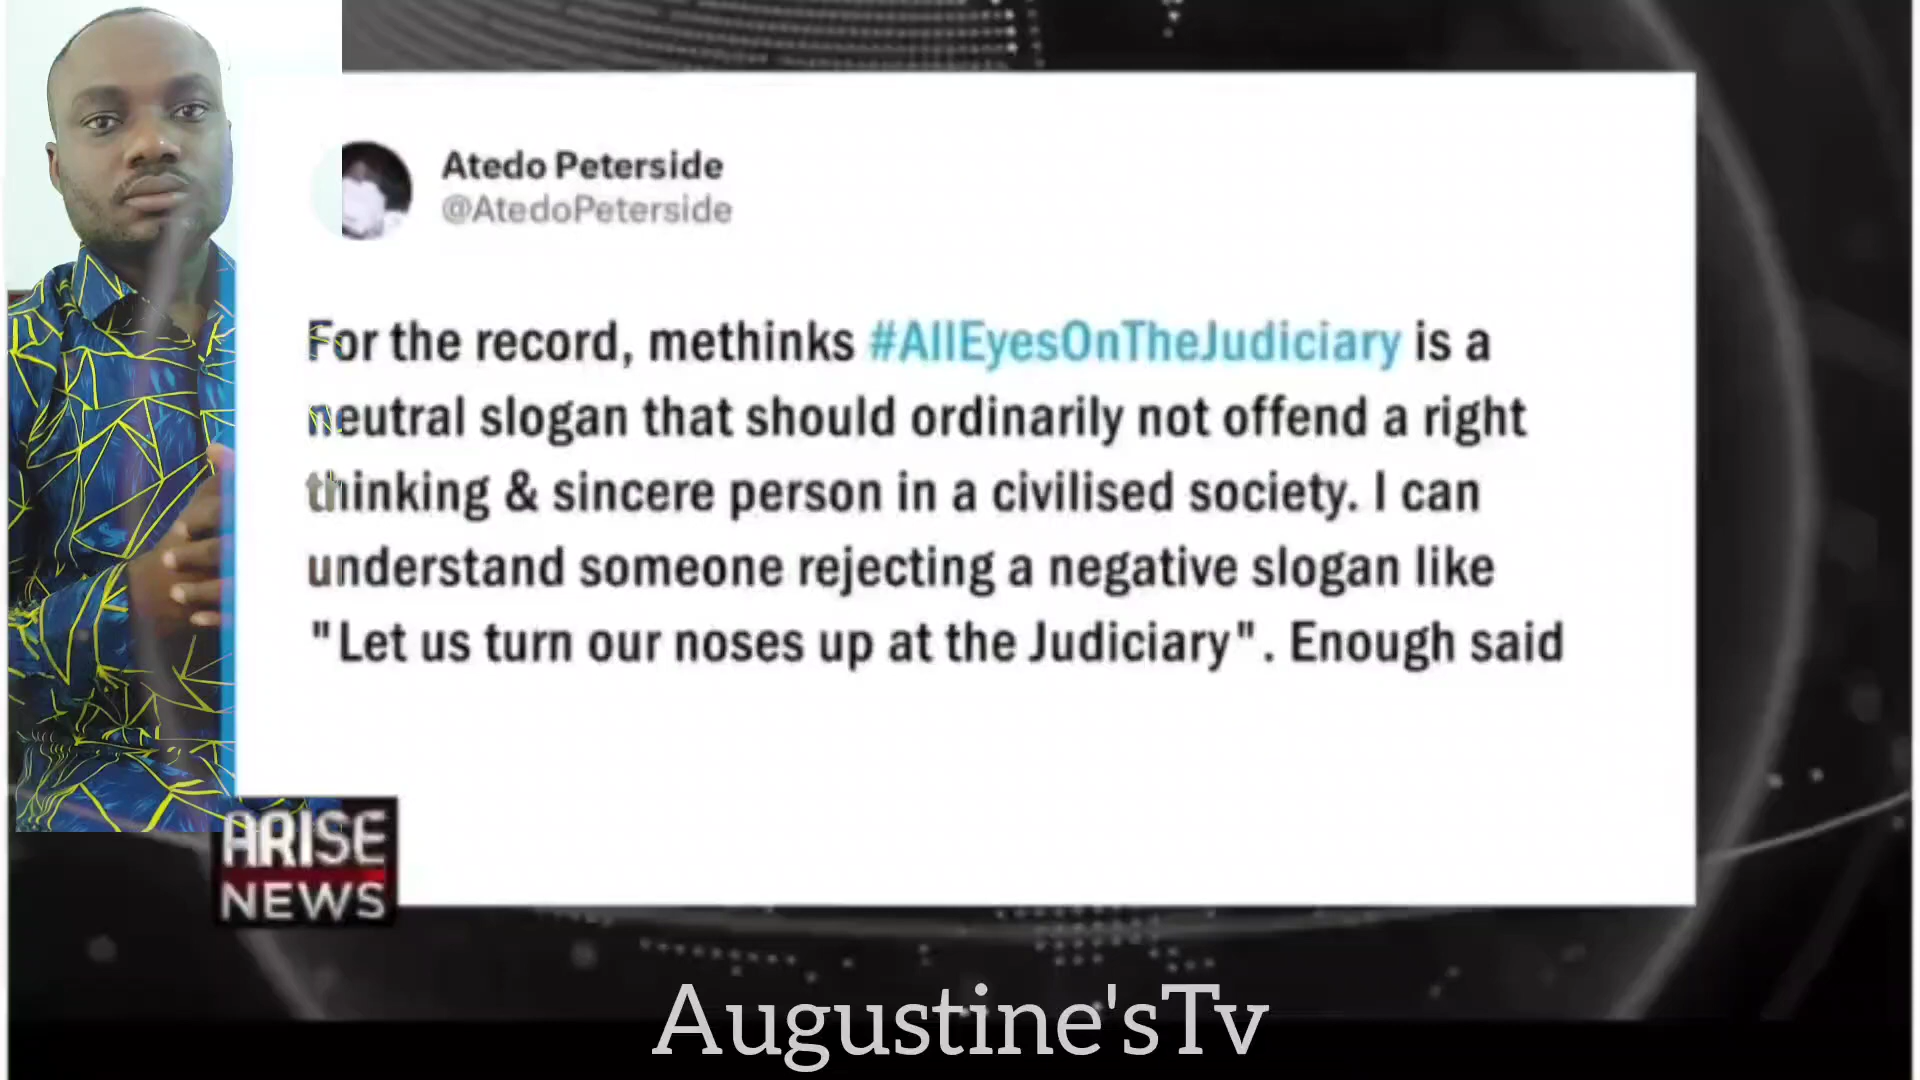 Atedo Peterside
@AtedoPeterside
For the record, methinks #AllEyesOnTheJudiciary is a
neutral slogan that should ordinarily not offend a right
thinking & sincere person in a civilised society. I can
understand someone rejecting a negative slogan like
"Let us turn our noses up at the Judiciary". Enough said
ARISE
NEWS
Augustine'sTv